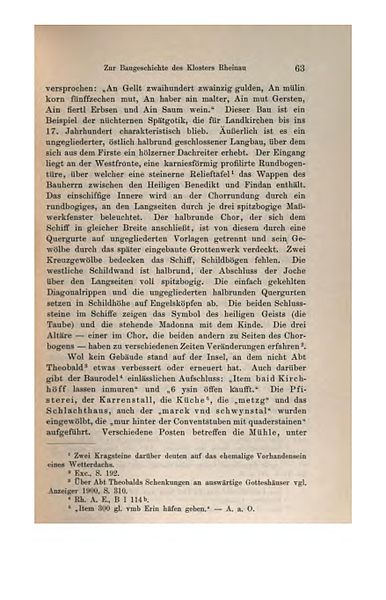 Zur Baugeschichte des Klosters Rheinau 63
versprochen: „An Gellt zwaihundert zwainzig gulden, An mülin
korn fünffzechen mut, An haber ain malter, Ain mut Gersten,
Ain fiertl Erbsen und Ain Saum wein.“ Dieser Bau ist ein
Beispiel der nüchternen Spätgotik, die für Landkirchen bis ins
17. Jahrhundert charakteristisch blieb. Äußerlich ist es ein
ungegliederter, östlich halbrund geschlossener Langbau, über dem
sich aus dem Firste ein hölzerner Dachreiter erhebt. Der Eingang
liegt an der Westfronte, eine karniesförmig profilirte Rundbogen-
türe, über welcher eine steinerne Relieftafel¹ das Wappen des
Bauherrn zwischen den Heiligen Benedikt und Findan enthält.
Das einschiffige Innere wird an der Chorrundung durch ein
rundbogiges, an den Langseiten durch je drei spitzbogige Maß-
werkfenster beleuchtet. Der halbrunde Chor, der sich dem
Schiff in gleicher Breite anschließt, ist von diesem durch eine
Quergurte auf ungegliederten Vorlagen getrennt und sein Ge-
wölbe durch das später eingebaute Grottenwerk verdeckt. Zwei
Kreuzgewölbe bedecken das Schiff, Schildbögen fehlen. Die
westliche Schildwand ist halbrund, der Abschluss der Joche
über den Langseiten voll spitzbogig. Die einfach gekehlten
Diagonalrippen und die ungegliederten halbrunden Quergurten
setzen in Schildhöhe auf Engelsköpfen ab. Die beiden Schluss-
steine im Schiffe zeigen das Symbol des heiligen Geists (die
Taube) und die stehende Madonna mit dem Kinde. Die drei
Altäre — einer im Chor, die beiden andern zu Seiten des Chor-
bogens — haben zu verschiedenen Zeiten Veränderungen erfahren².
Wol kein Gebäude stand auf der Insel, an dem nicht Abt
Theobald³ etwas verbessert oder erneuert hat. Auch darüber
gibt der Baurodel⁴ einlässlichen Aufschluss: „Item baid Kirch-
höff lassen inmuren“ und „6 ysin öffen kaufft.“ Die Pfi-
sterei, der Karrenstall, die Küche⁵, die „metzg“ und das
Schlachthaus, auch der „marck vnd schwynstal“ wurden
eingewölbt, die „mur hinter der Conventstuben mit quaderstainen“
aufgeführt. Verschiedene Posten betreffen die Mühle, unter
¹ Zwei Kragsteine darüber deuten auf das ehemalige Vorhandensein
eines Wetterdachs.
² Exc., S. 192.
³ Über Abt Theobalds Schenkungen an auswärtige Gotteshäuser vgl.
Anzeiger 1900, S. 310.
⁴ Rh. A. E., B I 114b.
⁵ „Item 300 gl. vmb Erin häfen geben.“ — A. a. O.